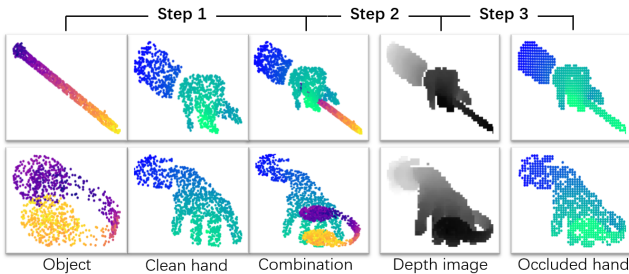 Step 1
Step 2
Step 3
Object
Clean hand
Combination
Depth image
Occluded hand